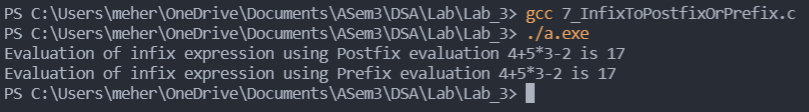 PS C:\Users\meher\OneDrive\Documents\ASem3\DSA\Lab\Lab_3> gcc 7_InfixToPostfixOrPrefix.c
PS C:\Users\meher\OneDrive\Documents\ASem3\DSA\Lab\Lab_3> ./a.exe
Evaluation of infix expression using Postfix evaluation 4+5*3-2 is 17
Evaluation of infix expression using Prefix evaluation 4+5*3-2 is 17
PS C:\Users\meher\OneDrive\Documents\ASem3\DSA\Lab\Lab_3>